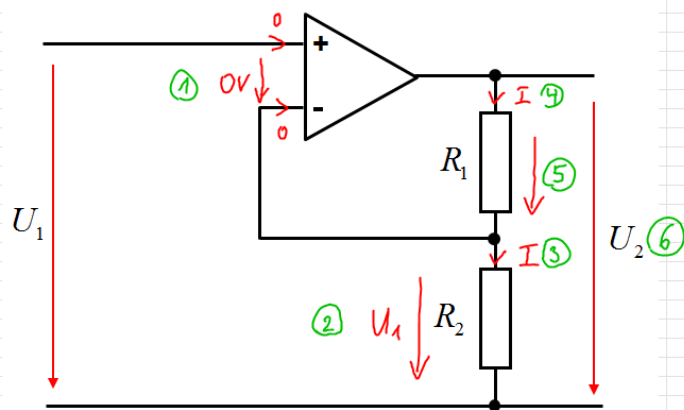 0
+
① 0V
-
0
I ④
R₁
⑤
U₁
U₂ ⑥
I ③
② U₁ R₂